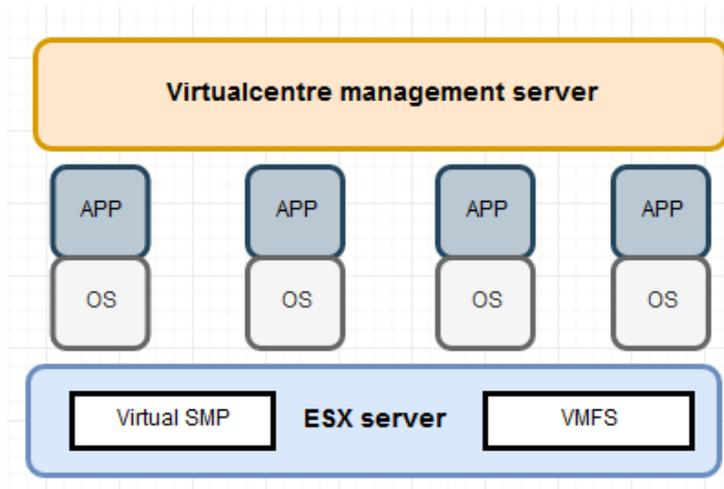 Virtualcentre management server
APP APP APP APP
OS OS OS OS
Virtual SMP ESX server VMFS